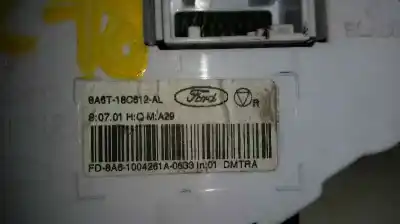 8A6T-18C612-AL
Ford
R
8:07.01 H:Q M:A29
FD-8A6-1004261A-0533 In:01 DMTRA